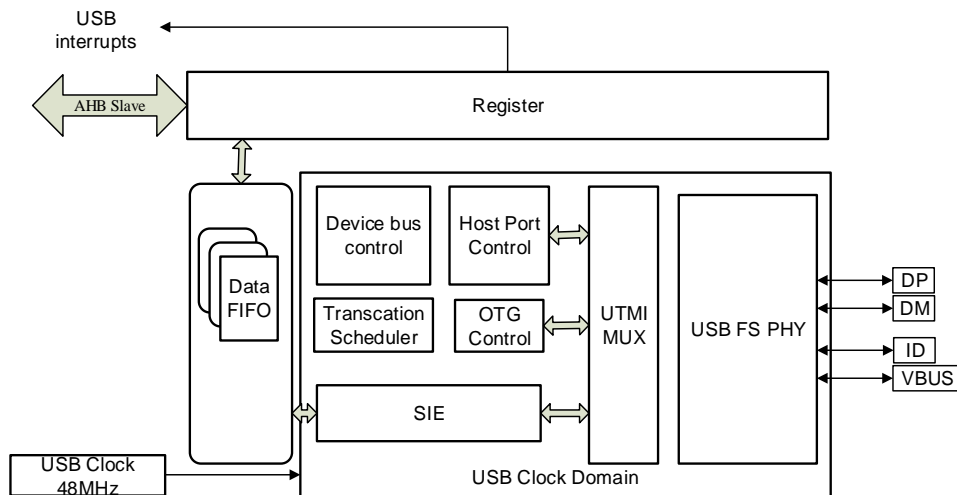 USB
interrupts
AHB Slave
Register
Device bus
control
Host Port
Control
Data
FIFO
Transcation
Scheduler
OTG
Control
UTMI
MUX
USB FS PHY
DP
DM
ID
VBUS
SIE
USB Clock
48MHz
USB Clock Domain